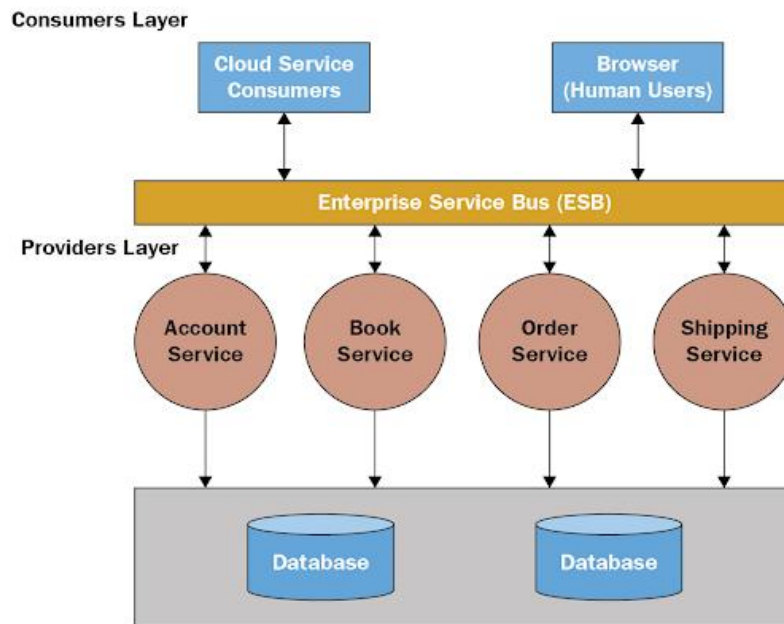 Consumers Layer
Cloud Service
Consumers
Browser
(Human Users)
Enterprise Service Bus (ESB)
Providers Layer
Account
Service
Book
Service
Order
Service
Shipping
Service
Database
Database